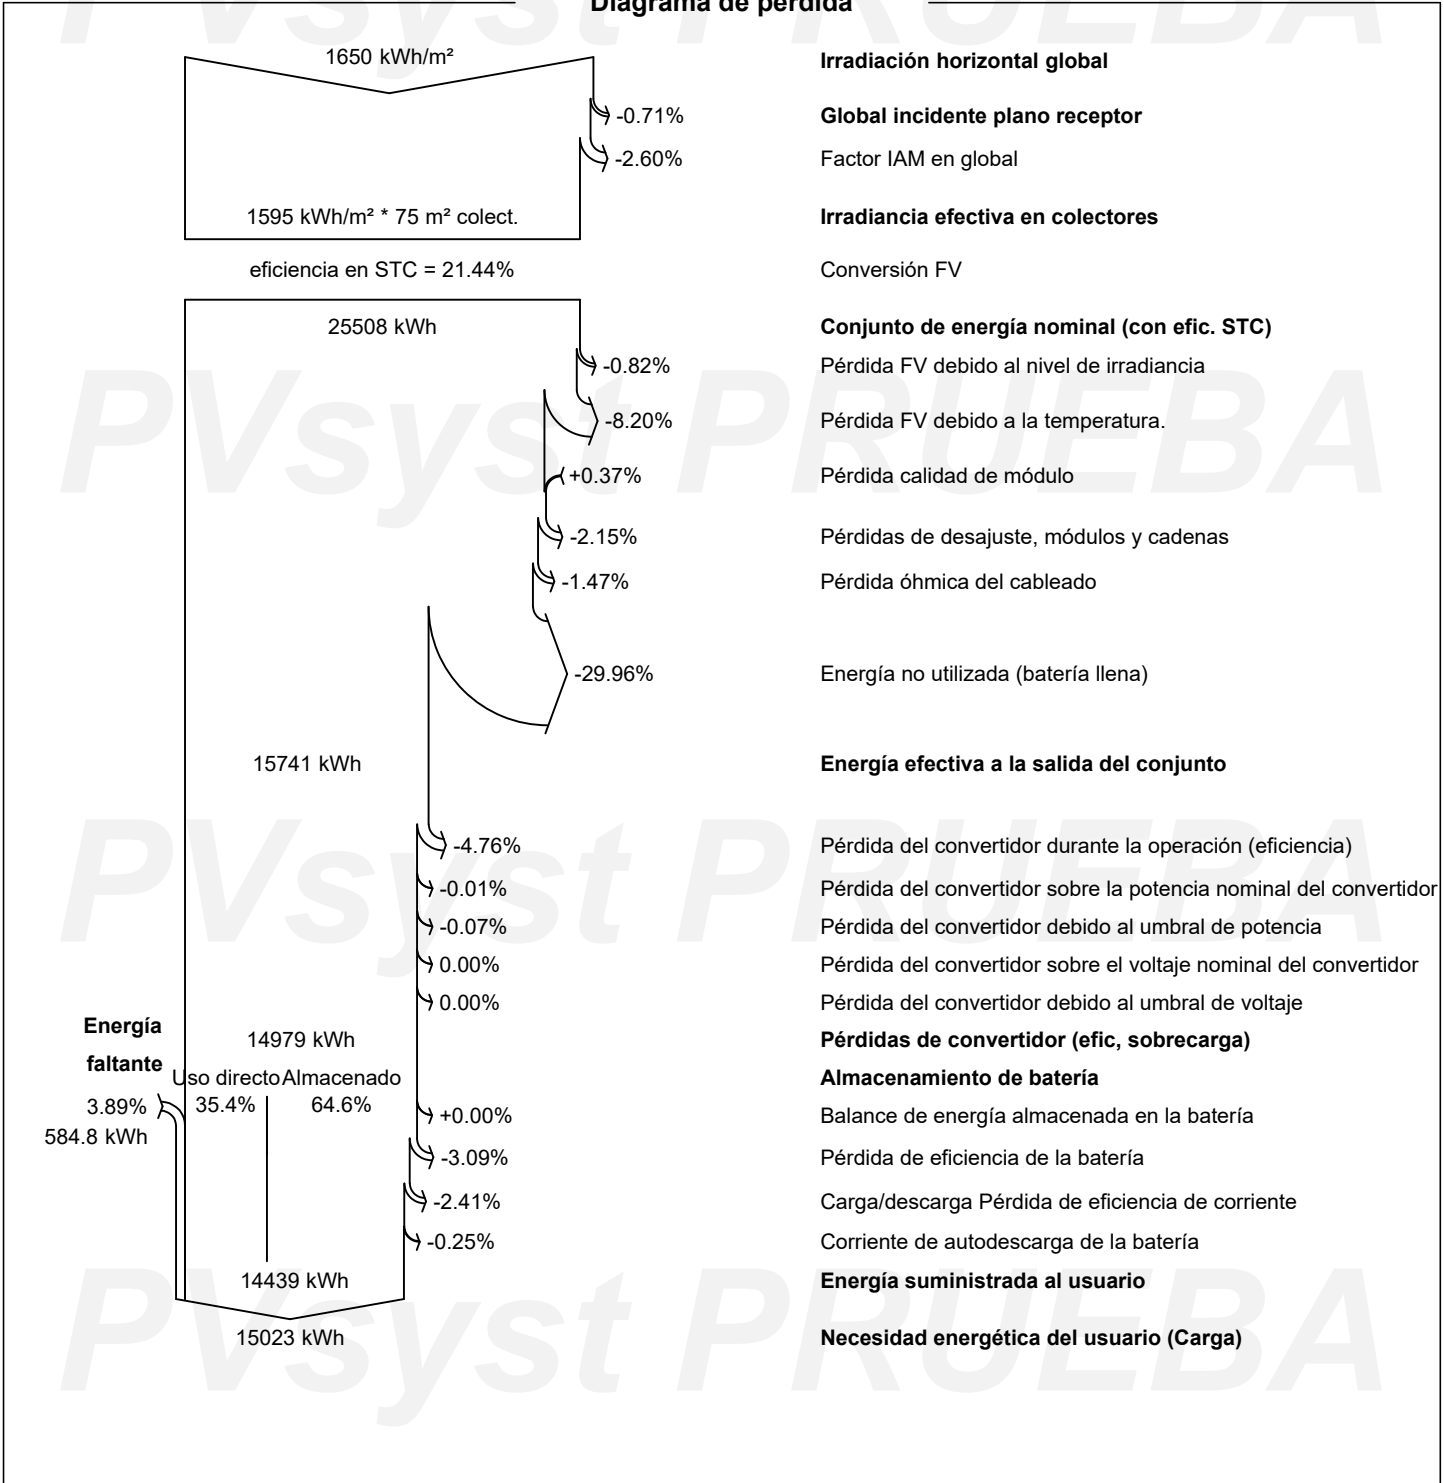 Diagrama de pérdida
1650 kWh/m²
Irradiación horizontal global
-0.71%
Global incidente plano receptor
-2.60%
Factor IAM en global
1595 kWh/m² * 75 m² colect.
Irradiancia efectiva en colectores
eficiencia en STC = 21.44%
Conversión FV
25508 kWh
Conjunto de energía nominal (con efic. STC)
-0.82%
Pérdida FV debido al nivel de irradiancia
-8.20%
Pérdida FV debido a la temperatura.
+0.37%
Pérdida calidad de módulo
-2.15%
Pérdidas de desajuste, módulos y cadenas
-1.47%
Pérdida óhmica del cableado
-29.96%
Energía no utilizada (batería llena)
15741 kWh
Energía efectiva a la salida del conjunto
-4.76%
Pérdida del convertidor durante la operación (eficiencia)
-0.01%
Pérdida del convertidor sobre la potencia nominal del convertidor
-0.07%
Pérdida del convertidor debido al umbral de potencia
0.00%
Pérdida del convertidor sobre el voltaje nominal del convertidor
0.00%
Pérdida del convertidor debido al umbral de voltaje
Energía
faltante
14979 kWh
Pérdidas de convertidor (efic, sobrecarga)
Uso directo Almacenado
Almacenamiento de batería
3.89%
35.4%
64.6%
+0.00%
Balance de energía almacenada en la batería
584.8 kWh
-3.09%
Pérdida de eficiencia de la batería
-2.41%
Carga/descarga Pérdida de eficiencia de corriente
-0.25%
Corriente de autodescarga de la batería
14439 kWh
Energía suministrada al usuario
15023 kWh
Necesidad energética del usuario (Carga)
PVsyst PRUEBA
PVsyst PRUEBA
PVsyst PRUEBA
PVsyst PRUEBA